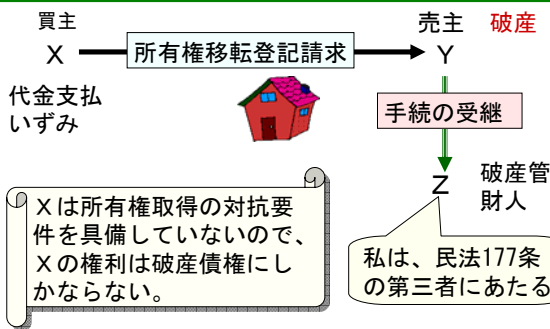 買主
X
代金支払
いずみ
所有権移転登記請求
売主 破産
Y
手続の受継
Z
破産管
財人
Xは所有権取得の対抗要
件を具備していないので、
Xの権利は破産債権にし
かならない。
私は、民法177条
の第三者にあたる